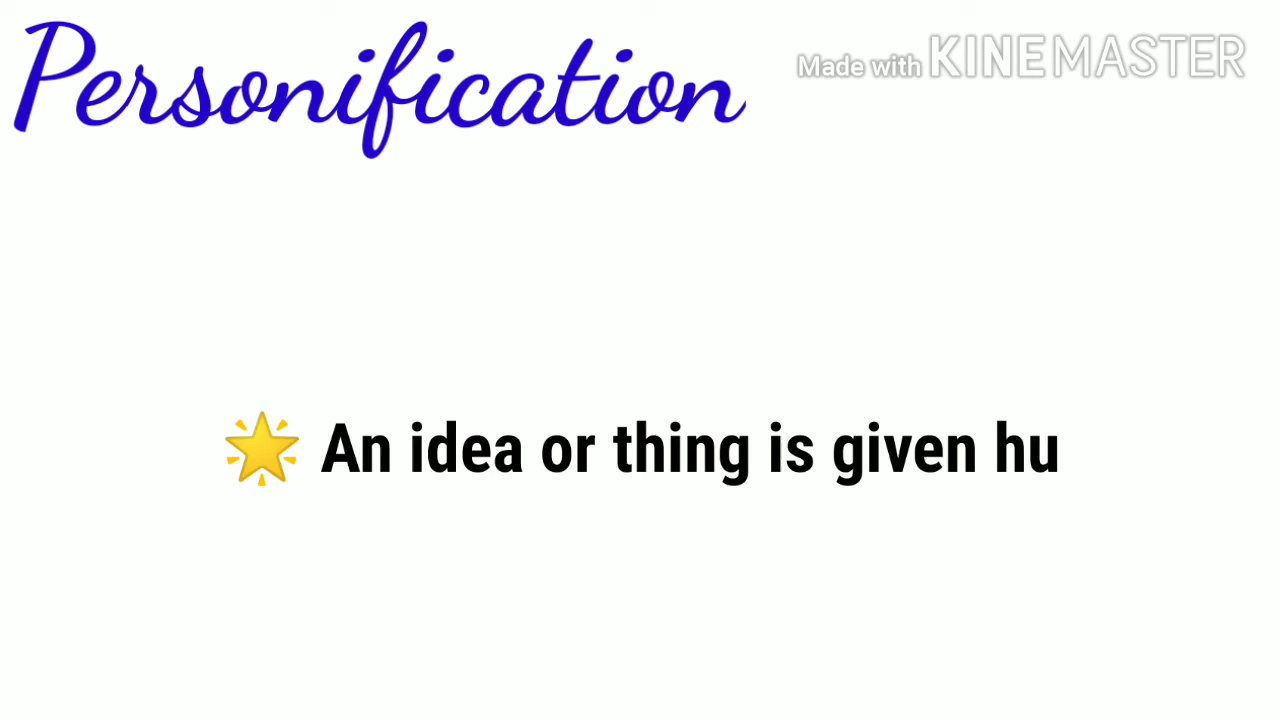 Personification
Made with KINEMASTER
🌟 An idea or thing is given hu